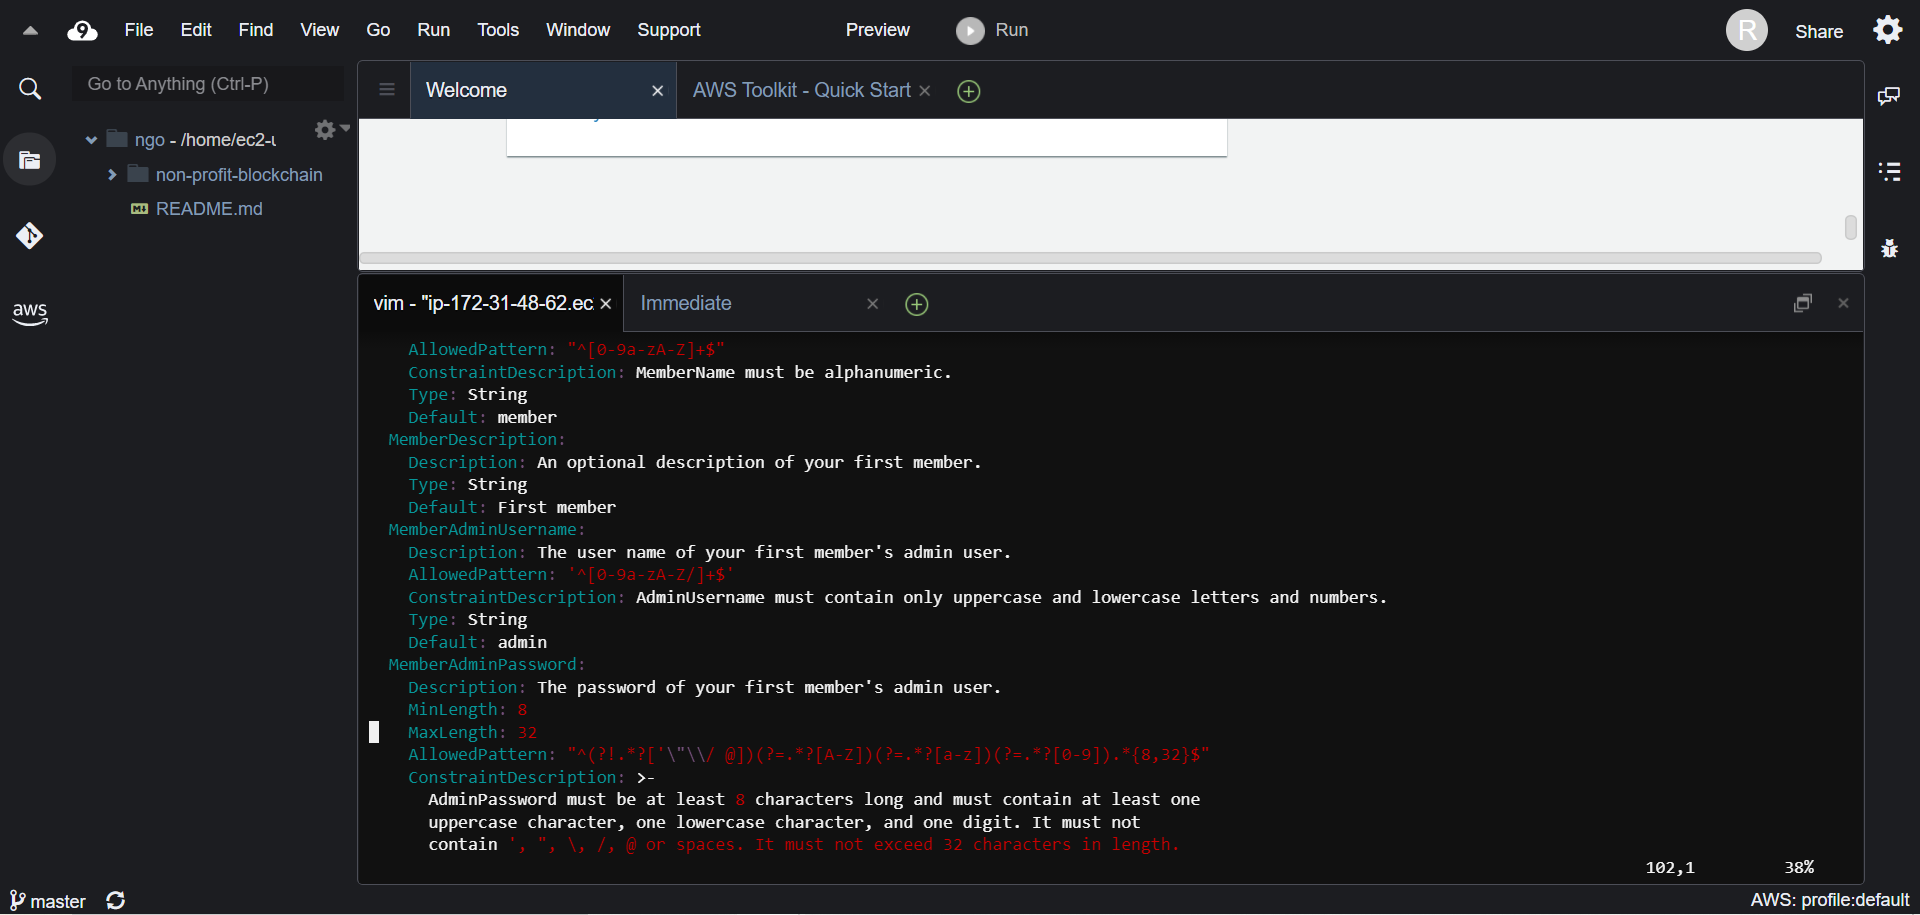 File Edit Find View Go Run Tools Window Support Preview Run R Share
Go to Anything (Ctrl-P)
Welcome
AWS Toolkit - Quick Start
ngo - /home/ec2-u
non-profit-blockchain
README.md
aws
vim - "ip-172-31-48-62.ec
Immediate
AllowedPattern: "^[0-9a-zA-Z]+$"
ConstraintDescription: MemberName must be alphanumeric.
Type: String
Default: member
MemberDescription:
Description: An optional description of your first member.
Type: String
Default: First member
MemberAdminUsername:
Description: The user name of your first member's admin user.
AllowedPattern: '^[0-9a-zA-Z/]+$'
ConstraintDescription: AdminUsername must contain only uppercase and lowercase letters and numbers.
Type: String
Default: admin
MemberAdminPassword:
Description: The password of your first member's admin user.
MinLength: 8
MaxLength: 32
AllowedPattern: "^(?!.*?['\"\\/ @])(?=.*?[A-Z])(?=.*?[a-z])(?=.*?[0-9]).*{8,32}$"
ConstraintDescription: >-
AdminPassword must be at least 8 characters long and must contain at least one
uppercase character, one lowercase character, and one digit. It must not
contain ', ", \, /, @ or spaces. It must not exceed 32 characters in length.
102,1 38%
master
AWS: profile:default